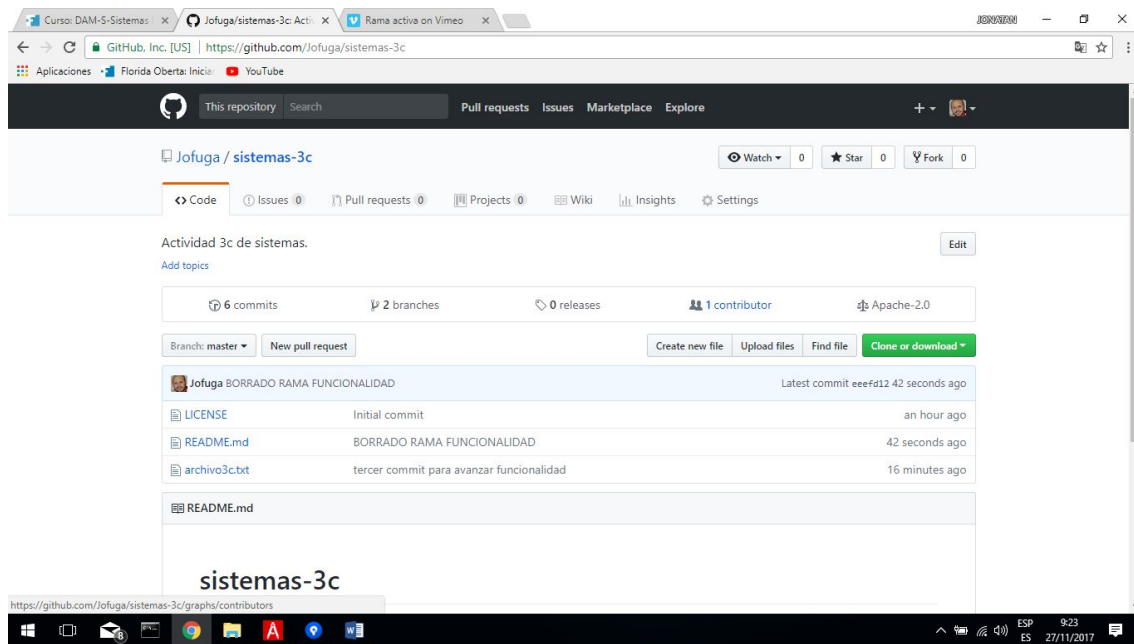 Curso: DAM-S-Sistemas Jofuga/sistemas-3c: Activ Rama activa on Vimeo JONATAN
GitHub, Inc. [US] https://github.com/Jofuga/sistemas-3c
Aplicaciones Florida Oberta: Iniciar YouTube
This repository Search Pull requests Issues Marketplace Explore
Jofuga / sistemas-3c Watch 0 Star 0 Fork 0
Code Issues 0 Pull requests 0 Projects 0 Wiki Insights Settings
Actividad 3c de sistemas. Edit
Add topics
6 commits 2 branches 0 releases 1 contributor Apache-2.0
Branch: master New pull request Create new file Upload files Find file Clone or download
Jofuga BORRADO RAMA FUNCIONALIDAD Latest commit eeefd12 42 seconds ago
LICENSE Initial commit an hour ago
README.md BORRADO RAMA FUNCIONALIDAD 42 seconds ago
archivo3c.txt tercer commit para avanzar funcionalidad 16 minutes ago
README.md
sistemas-3c
https://github.com/Jofuga/sistemas-3c/graphs/contributors
ESP 9:23
ES 27/11/2017